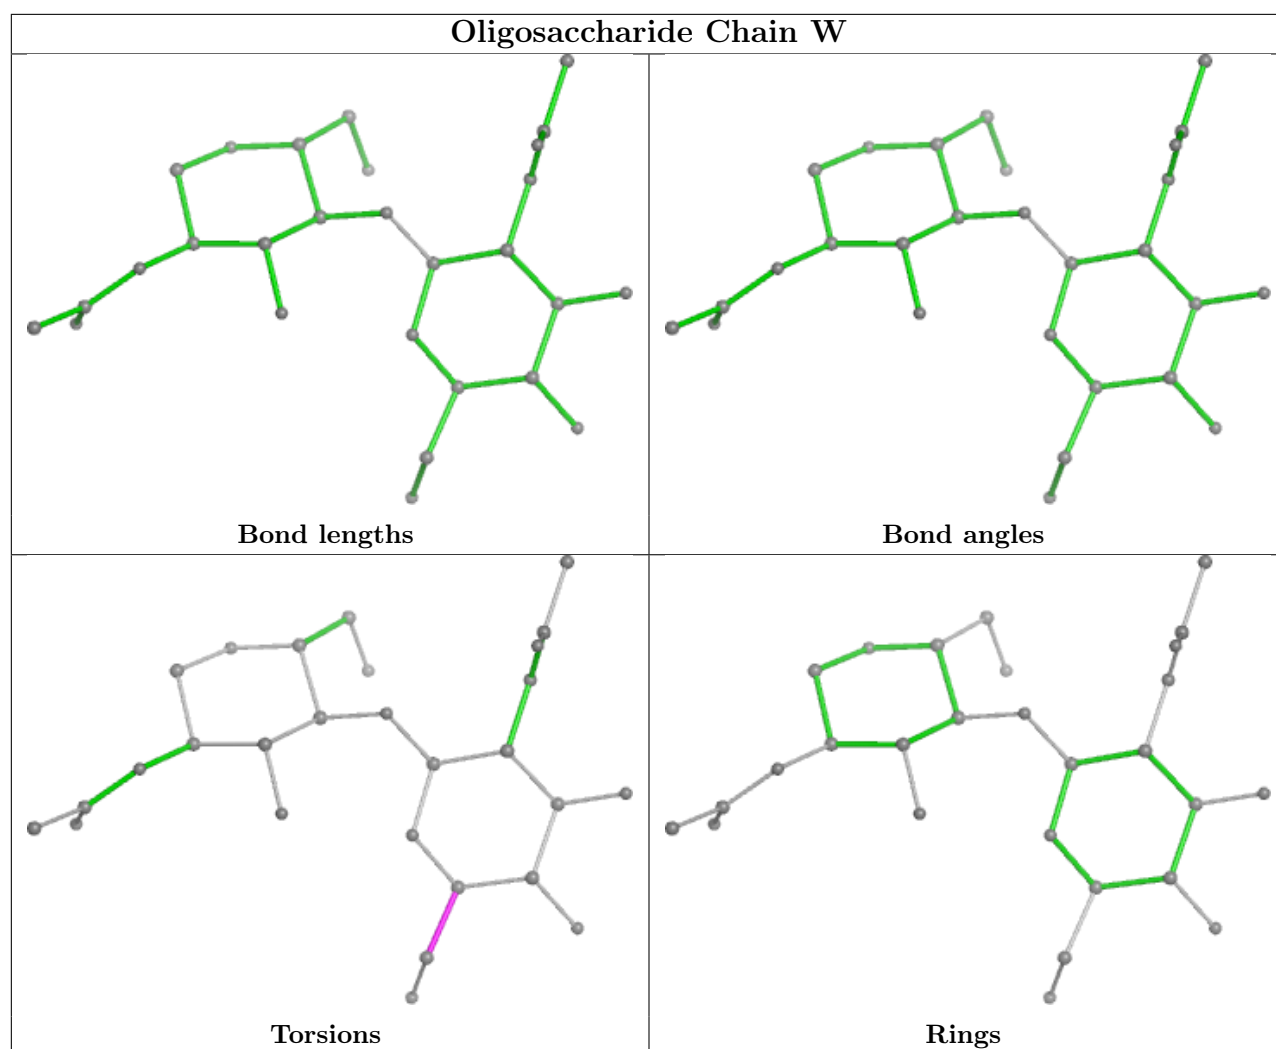 Oligosaccharide Chain W
Bond lengths
Bond angles
Torsions
Rings